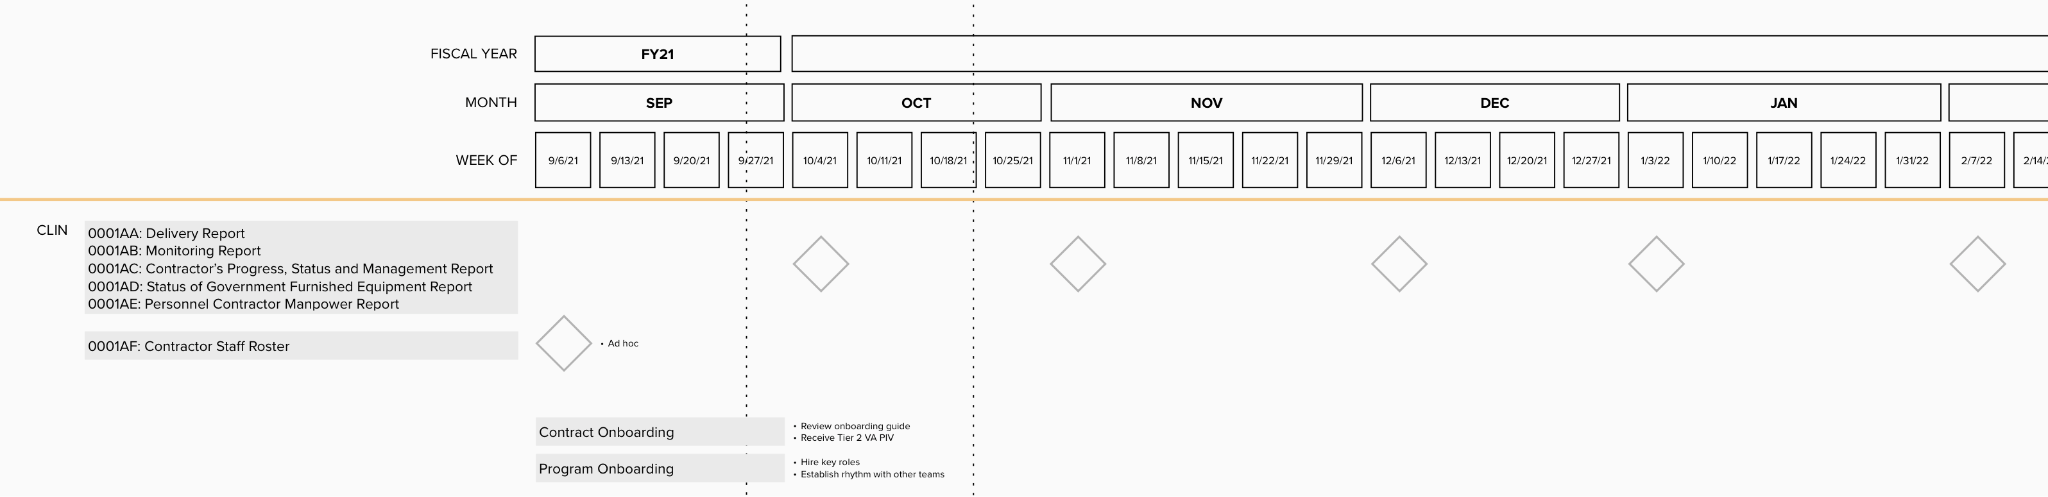 FISCAL YEAR FY21
MONTH SEP OCT NOV DEC JAN
WEEK OF 9/6/21 9/13/21 9/20/21 9/27/21 10/4/21 10/11/21 10/18/21 10/25/21 11/1/21 11/8/21 11/15/21 11/22/21 11/29/21 12/6/21 12/13/21 12/20/21 12/27/21 1/3/22 1/10/22 1/17/22 1/24/22 1/31/22 2/7/22
CLIN
0001AA: Delivery Report
0001AB: Monitoring Report
0001AC: Contractor’s Progress, Status and Management Report
0001AD: Status of Government Furnished Equipment Report
0001AE: Personnel Contractor Manpower Report
0001AF: Contractor Staff Roster
• Ad hoc
Contract Onboarding
• Review onboarding guide
• Receive Tier 2 VA PIV
Program Onboarding
• Hire key roles
• Establish rhythm with other teams